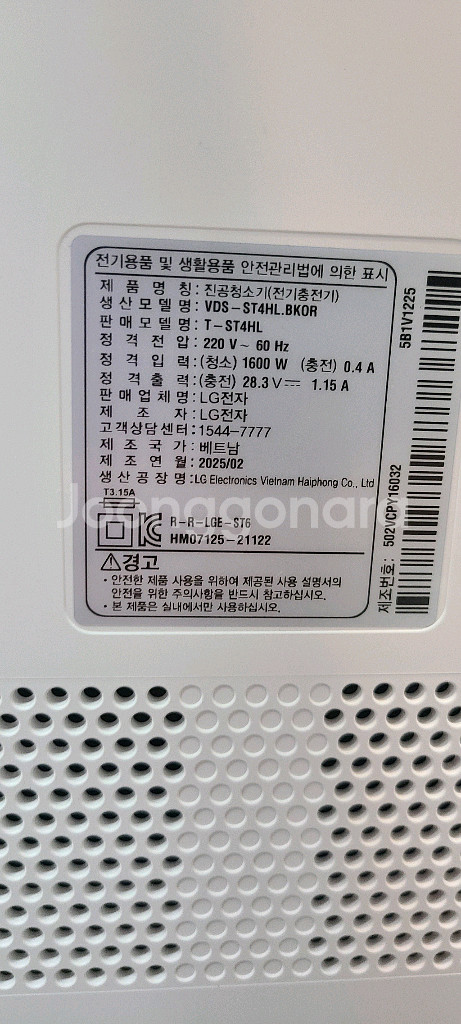 전기용품 및 생활용품 안전관리법에 의한 표시
제 품 명 칭 : 진공청소기(전기충전기)
생 산 모 델 명 : VDS-ST4HL.BKOR
판 매 모 델 명 : T-ST4HL
정 격 전 압 : 220 V ~ 60 Hz
정 격 입 력 : (청소) 1600 W (충전) 0.4 A
정 격 출 력 : (충전) 28.3 V⎓ 1.15 A
판 매 업 체 명 : LG전자
제 조 자 : LG전자
고객상담센터 : 1544-7777
제 조 국 가 : 베트남
제 조 연 월 : 2025/02
생 산 공 장 명 : LG Electronics Vietnam Haiphong Co., Ltd
T3.15A
R-R-LGE-ST6
HM07125-21122
⚠경고
• 안전한 제품 사용을 위하여 제공된 사용 설명서의
안전을 위한 주의사항을 반드시 참고하십시오.
• 본 제품은 실내에서만 사용하십시오.
5B1V1225
제조번호: 502VCPY16032
Joonggonara